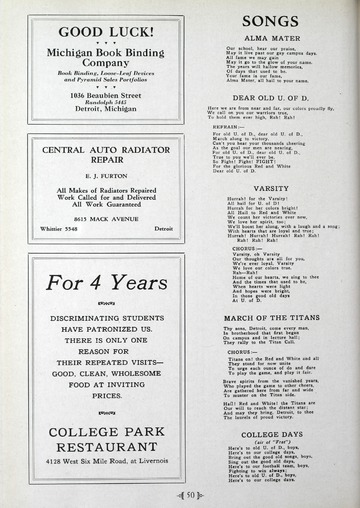 GOOD LUCK!
Michigan Book Binding
Company
Book Binding, Loose-Leaf Devices
and Pyramid Sales Portfolios
1036 Beaubien Street
Randolph 5445
Detroit, Michigan
CENTRAL AUTO RADIATOR
REPAIR
E. J. FURTON
All Makes of Radiators Repaired
Work Called for and Delivered
All Work Guaranteed
8615 MACK AVENUE
Whittier 5548 Detroit
For 4 Years
DISCRIMINATING STUDENTS
HAVE PATRONIZED US.
THERE IS ONLY ONE
REASON FOR
THEIR REPEATED VISITS—
GOOD, CLEAN, WHOLESOME
FOOD AT INVITING
PRICES.
COLLEGE PARK
RESTAURANT
4128 West Six Mile Road, at Livernois
SONGS
ALMA MATER
Our school, hear our praise,
May it live past our gay campus days.
All fame we may gain
May it go to the glow of your name.
The years will hallow memories,
Of days that used to be.
Your fame is our fame,
Alma Mater, all hail to your name.
DEAR OLD U. OF D.
Here we are from near and far, our colors proudly fly,
We call on you our warriors true,
To hold them ever high, Rah! Rah!
REFRAIN:—
For old U. of D., dear old U. of D.,
March along to victory.
Can't you hear your thousands cheering
As the goal our men are nearing,
For old U. of D., dear old U. of D.,
True to you we'll ever be.
So Fight! Fight! FIGHT!
For the glorious Red and White
Dear old U. of D.
VARSITY
Hurrah! for the Varsity!
All hail for U. of D!
Hurrah for her colors bright!
All Hail to Red and White
We count her victories ever now,
We love her spirit, too;
We'll boost her along, with a laugh and a song;
With hearts that are loyal and true;
Hurrah! Hurrah! Hurrah! Rah! Rah!
Rah! Rah! Rah!
CHORUS:—
Varsity, oh Varsity
Our thoughts are all for you,
We're ever loyal, Varsity
We love our colors true.
Rah—Rah!
Home of our hearts, we sing to thee
And the times that used to be,
When hearts were light
And hopes were bright,
In those good old days
At U. of D.
MARCH OF THE TITANS
Thy sons, Detroit, come every man,
In brotherhood that first began
On campus and in lecture hall;
They rally to the Titan Call.
CHORUS:—
Titans on! the Red and White and all
They stand for now unite
To urge each ounce of do and dare
To play the game, and play it fair.
Brave spirits from the vanished years,
Who played the game to other cheers,
Are gathered here from far and wide
To muster on the Titan side.
Hail! Red and White! the Titans are
Our will to reach the distant star:
And may they bring, Detroit, to thee
The laurels of proud victory.
COLLEGE DAYS
(air of "Frat")
Here's to old U. of D., boys,
Here's to our college days,
Bring out the good old songs, boys,
Sing out the good old days,
Here's to our football team, boys,
Fighting to win always;
Here's to old U. of D., boys,
Here's to our college days.
50